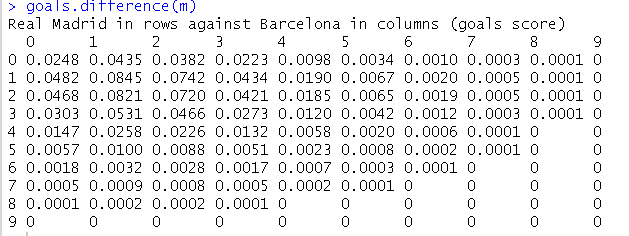 > goals.difference(m)
Real Madrid in rows against Barcelona in columns (goals score)
0 1 2 3 4 5 6 7 8 9
0 0.0248 0.0435 0.0382 0.0223 0.0098 0.0034 0.0010 0.0003 0.0001 0
1 0.0482 0.0845 0.0742 0.0434 0.0190 0.0067 0.0020 0.0005 0.0001 0
2 0.0468 0.0821 0.0720 0.0421 0.0185 0.0065 0.0019 0.0005 0.0001 0
3 0.0303 0.0531 0.0466 0.0273 0.0120 0.0042 0.0012 0.0003 0.0001 0
4 0.0147 0.0258 0.0226 0.0132 0.0058 0.0020 0.0006 0.0001 0 0
5 0.0057 0.0100 0.0088 0.0051 0.0023 0.0008 0.0002 0.0001 0 0
6 0.0018 0.0032 0.0028 0.0017 0.0007 0.0003 0.0001 0 0 0
7 0.0005 0.0009 0.0008 0.0005 0.0002 0.0001 0 0 0 0
8 0.0001 0.0002 0.0002 0.0001 0 0 0 0 0 0
9 0 0 0 0 0 0 0 0 0 0